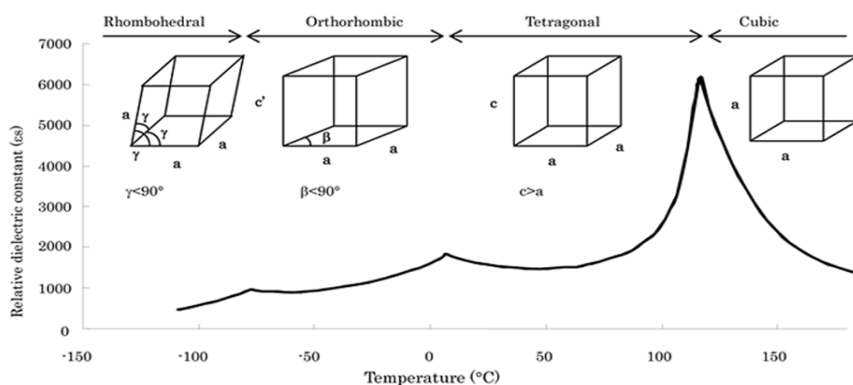 Rhombohedral Orthorhombic Tetragonal Cubic
7000
6000
5000
4000
3000
2000
1000
0
Relative dielectric constant (εs)
a γ γ γ a a
γ<90°
c' β a a
β<90°
c a a
c>a
a a
-150 -100 -50 0 50 100 150
Temperature (°C)